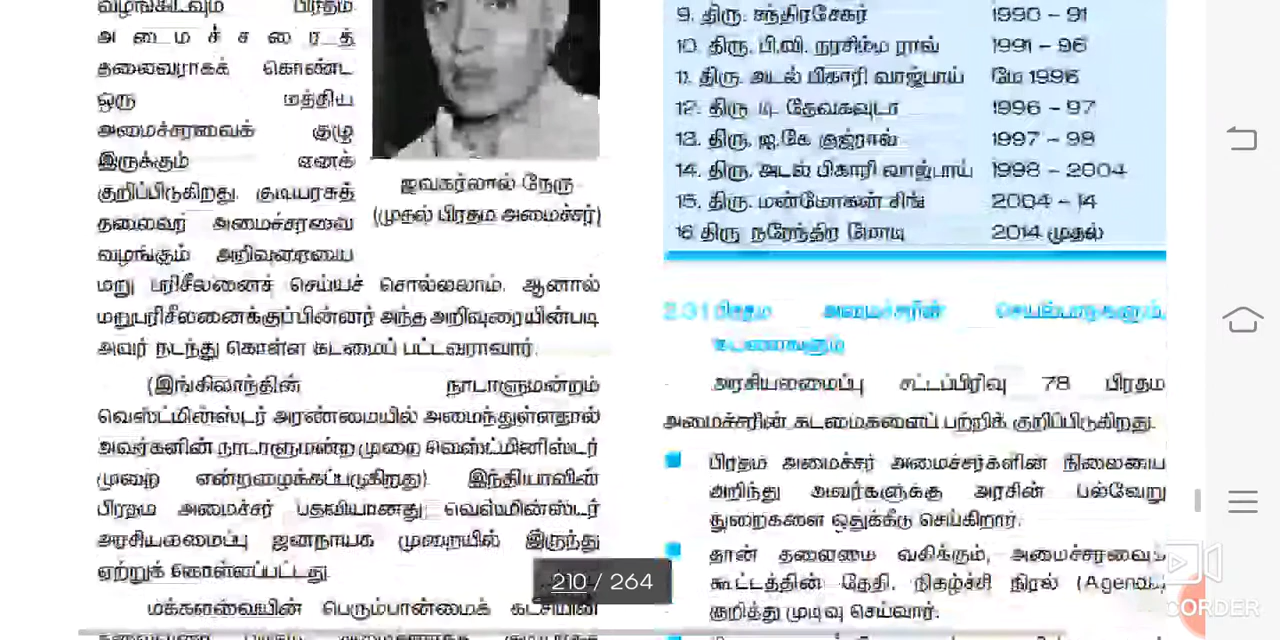 வழங்கிடவும் பிரதம
அ மை ச் ச ரை த்
தலைவராகக் கொண்ட
ஒரு மத்திய
அமைச்சரவைக் குழு
இருக்கும் எனக்
குறிப்பிடுகிறது. குடியரசுத்
தலைவர் அமைச்சரவை
வழங்கும் அறிவுரையை
மறு பரிசீலனைச் செய்யச் சொல்லலாம். ஆனால்
மறுபரிசீலனைக்குப்பின்னர் அந்த அறிவுரையின்படி
அவர் நடந்து கொள்ள கடமைப் பட்டவராவார்.
ஜவகர்லால் நேரு
(முதல் பிரதம அமைச்சர்)
(இங்கிலாந்தின் நாடாளுமன்றம்
வெஸ்ட்மின்ஸ்டர் அரண்மையில் அமைந்துள்ளதால்
அவர்களின் நாடாளுமன்ற முறை வெஸ்ட்மினிஸ்டர்
முறை என்றழைக்கப்படுகிறது). இந்தியாவின்
பிரதம அமைச்சர் பதவியானது வெஸ்மின்ஸ்டர்
அரசியலமைப்பு ஜனநாயக முறையில் இருந்து
ஏற்றுக் கொள்ளப்பட்டது.
மக்களவையின் பெரும்பான்மைக் கட்சியின்
9. திரு. சந்திரசேகர் 1990 – 91
10. திரு. பி.வி. நரசிம்ம ராவ் 1991 – 96
11. திரு. அடல் பிகாரி வாஜ்பாய் மே 1996
12. திரு டி. தேவகவுடா 1996 – 97
13. திரு. ஐ.கே குஜ்ரால் 1997 – 98
14. திரு. அடல் பிகாரி வாஜ்பாய் 1998 – 2004
15. திரு. மன்மோகன் சிங் 2004 – 14
16 திரு நரேந்திர மோடி 2014 முதல்
2.3.1 பிரதம அமைச்சரின் செயல்பாடுகளும்,
கடமைகளும்
அரசியலமைப்பு சட்டப்பிரிவு 78 பிரதம
அமைச்சரின் கடமைகளைப் பற்றிக் குறிப்பிடுகிறது.
பிரதம அமைச்சர் அமைச்சர்களின் நிலையை
அறிந்து அவர்களுக்கு அரசின் பல்வேறு
துறைகளை ஒதுக்கீடு செய்கிறார்.
தான் தலைமை வகிக்கும், அமைச்சரவைக்
கூட்டத்தின் தேதி, நிகழ்ச்சி நிரல் (Agenda)
குறித்து முடிவு செய்வார்.
210 / 264
CORDER